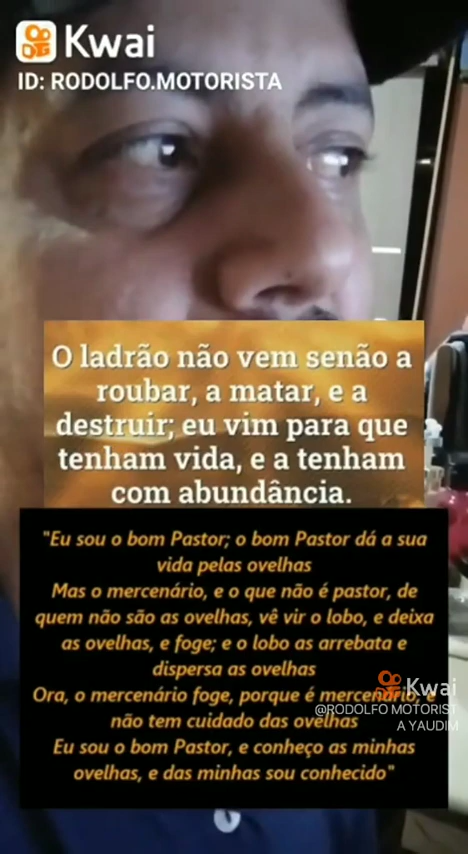 Kwai
ID: RODOLFO.MOTORISTA
O ladrão não vem senão a
roubar, a matar, e a
destruir; eu vim para que
tenham vida, e a tenham
com abundância.
"Eu sou o bom Pastor; o bom Pastor dá a sua
vida pelas ovelhas
Mas o mercenário, e o que não é pastor, de
quem não são as ovelhas, vê vir o lobo, e deixa
as ovelhas, e foge; e o lobo as arrebata e
dispersa as ovelhas
Ora, o mercenário foge, porque é mercenário, e
não tem cuidado das ovelhas
Eu sou o bom Pastor, e conheço as minhas
ovelhas, e das minhas sou conhecido"
Kwai
@RODOLFO MOTORIST
A YAUDIM